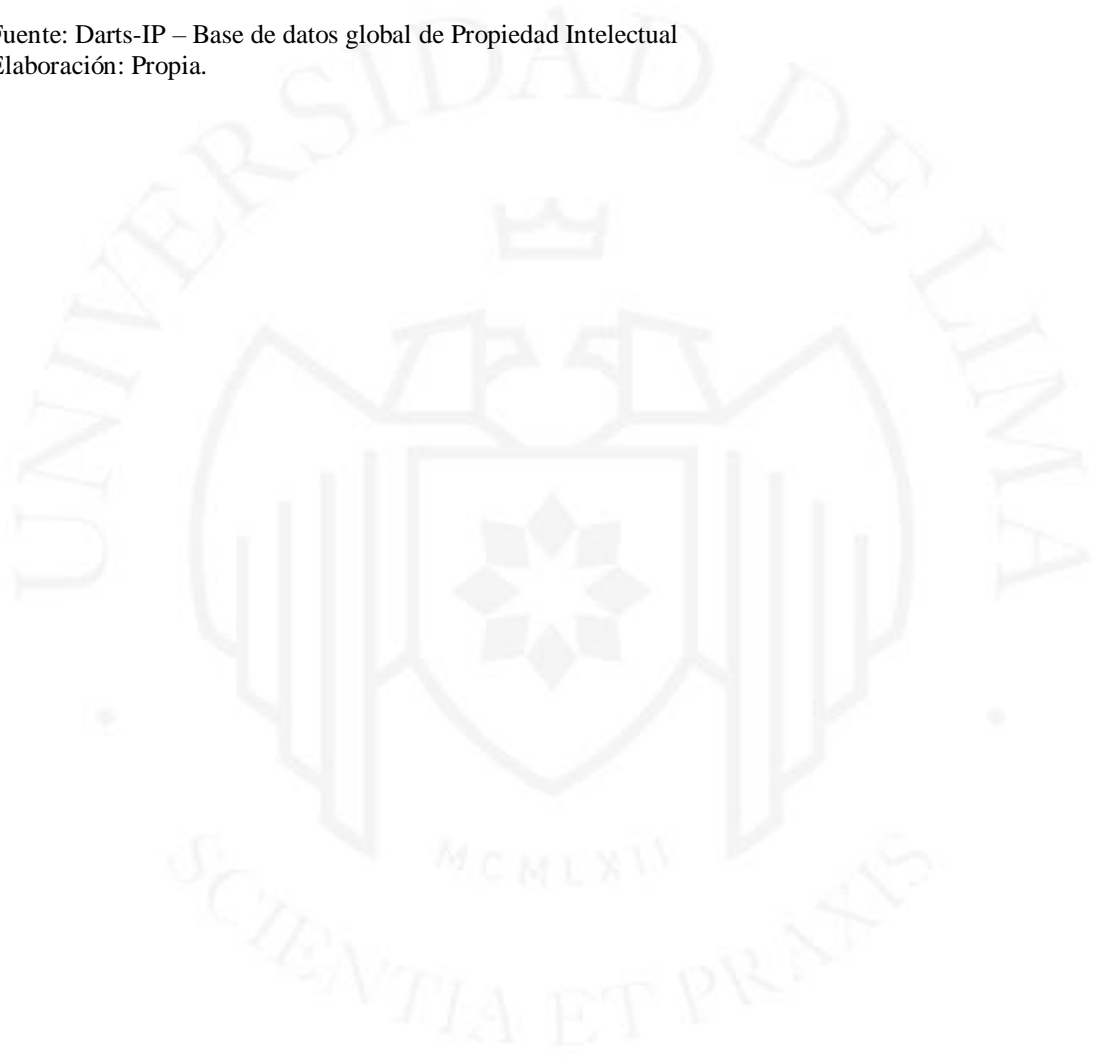 Fuente: Darts-IP – Base de datos global de Propiedad Intelectual
Elaboración: Propia.
UNIVERSIDAD DE LIMA
MCMLXII
SCIENTIA ET PRAXIS